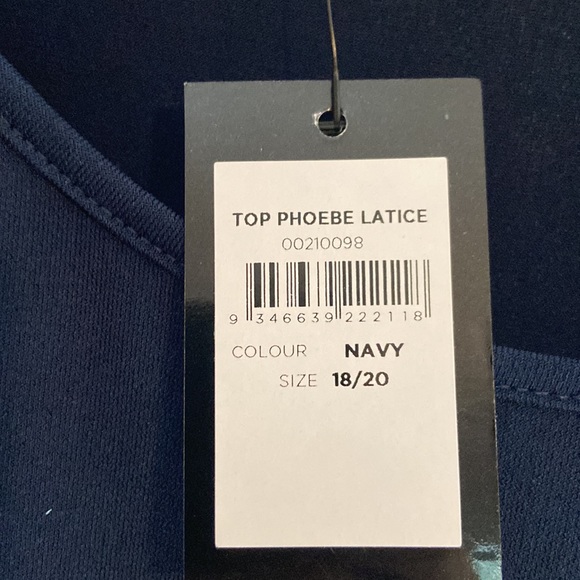 TOP PHOEBE LATICE
00210098
9 346639 222118
COLOUR NAVY
SIZE 18/20